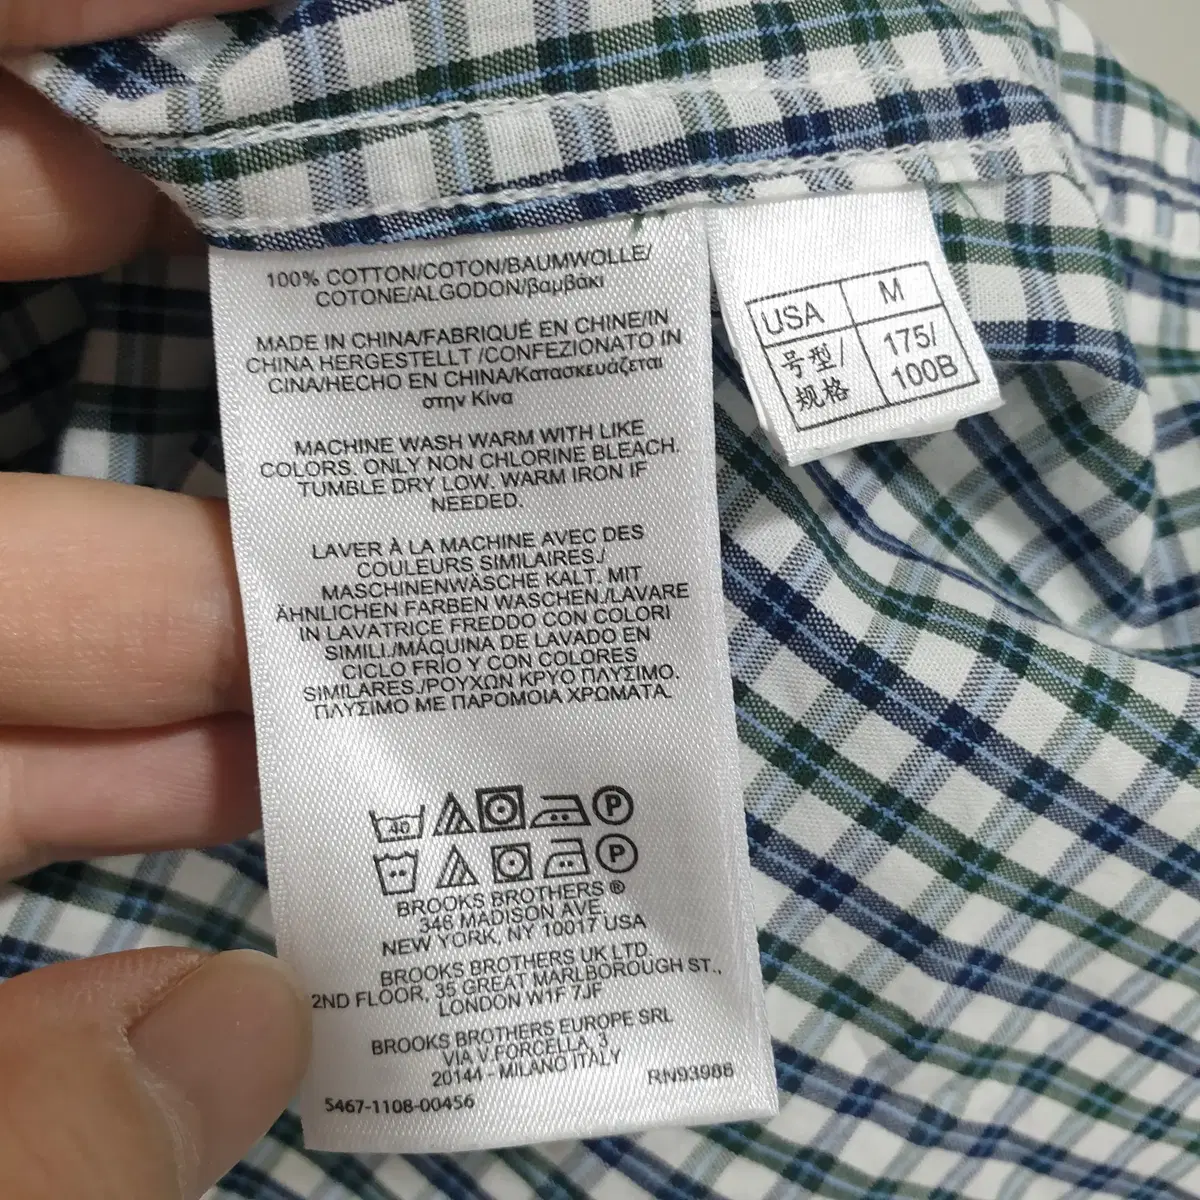 100% COTTON/COTON/BAUMWOLLE/
COTONE/ALGODON/βαμβάκι
MADE IN CHINA/FABRIQUÉ EN CHINE/IN
CHINA HERGESTELLT /CONFEZIONATO IN
CINA/HECHO EN CHINA/Κατασκευάζεται
στην Κίνα
MACHINE WASH WARM WITH LIKE
COLORS. ONLY NON CHLORINE BLEACH.
TUMBLE DRY LOW. WARM IRON IF
NEEDED.
LAVER À LA MACHINE AVEC DES
COULEURS SIMILAIRES./
MASCHINENWÄSCHE KALT. MIT
ÄHNLICHEN FARBEN WASCHEN./LAVARE
IN LAVATRICE FREDDO CON COLORI
SIMILI./MÁQUINA DE LAVADO EN
CICLO FRÍO Y CON COLORES
SIMILARES./ΡΟΥΧΩΝ ΚΡΥΟ ΠΛΥΣΙΜΟ.
ΠΛΥΣΙΜΟ ΜΕ ΠΑΡΟΜΟΙΑ ΧΡΩΜΑΤΑ.
40 P
P
BROOKS BROTHERS ®
346 MADISON AVE.
NEW YORK, NY 10017 USA
BROOKS BROTHERS UK LTD.
2ND FLOOR, 35 GREAT MARLBOROUGH ST.,
LONDON W1F 7JF
BROOKS BROTHERS EUROPE SRL
VIA V.FORCELLA, 3
20144 - MILANO ITALY
RN93988
5467-1108-00456
USA M
号型/ 175/
规格 100B